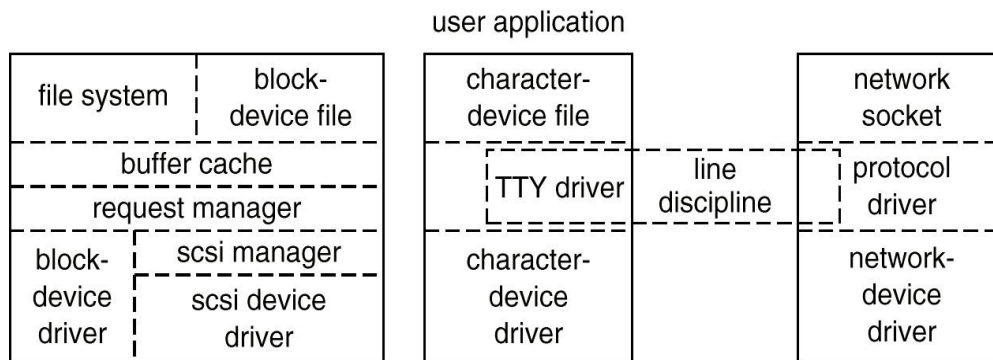 user application
file system
block-
device file
buffer cache
request manager
block-
device
driver
scsi manager
scsi device
driver
character-
device file
TTY driver
line
discipline
character-
device
driver
network
socket
protocol
driver
network-
device
driver